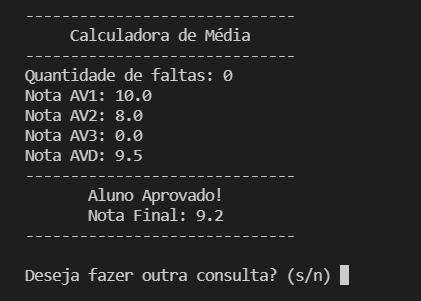 ------------------------------
Calculadora de Média
------------------------------
Quantidade de faltas: 0
Nota AV1: 10.0
Nota AV2: 8.0
Nota AV3: 0.0
Nota AVD: 9.5
------------------------------
Aluno Aprovado!
Nota Final: 9.2
------------------------------
Deseja fazer outra consulta? (s/n)